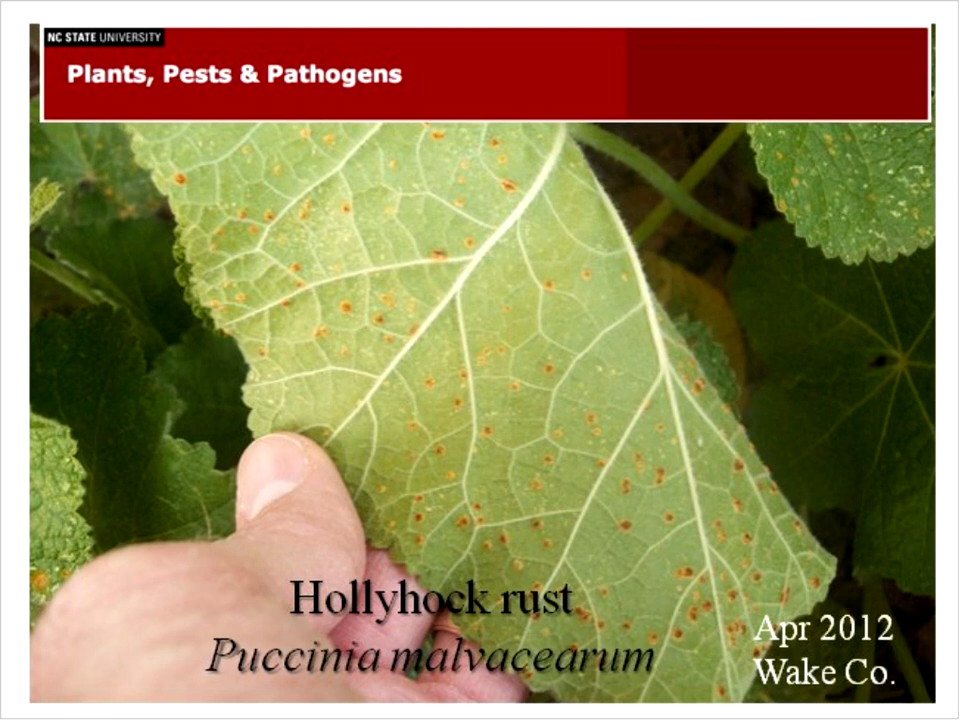 NC STATE UNIVERSITY
Plants, Pests & Pathogens
Hollyhock rust
Puccinia malvacearum
Apr 2012
Wake Co.